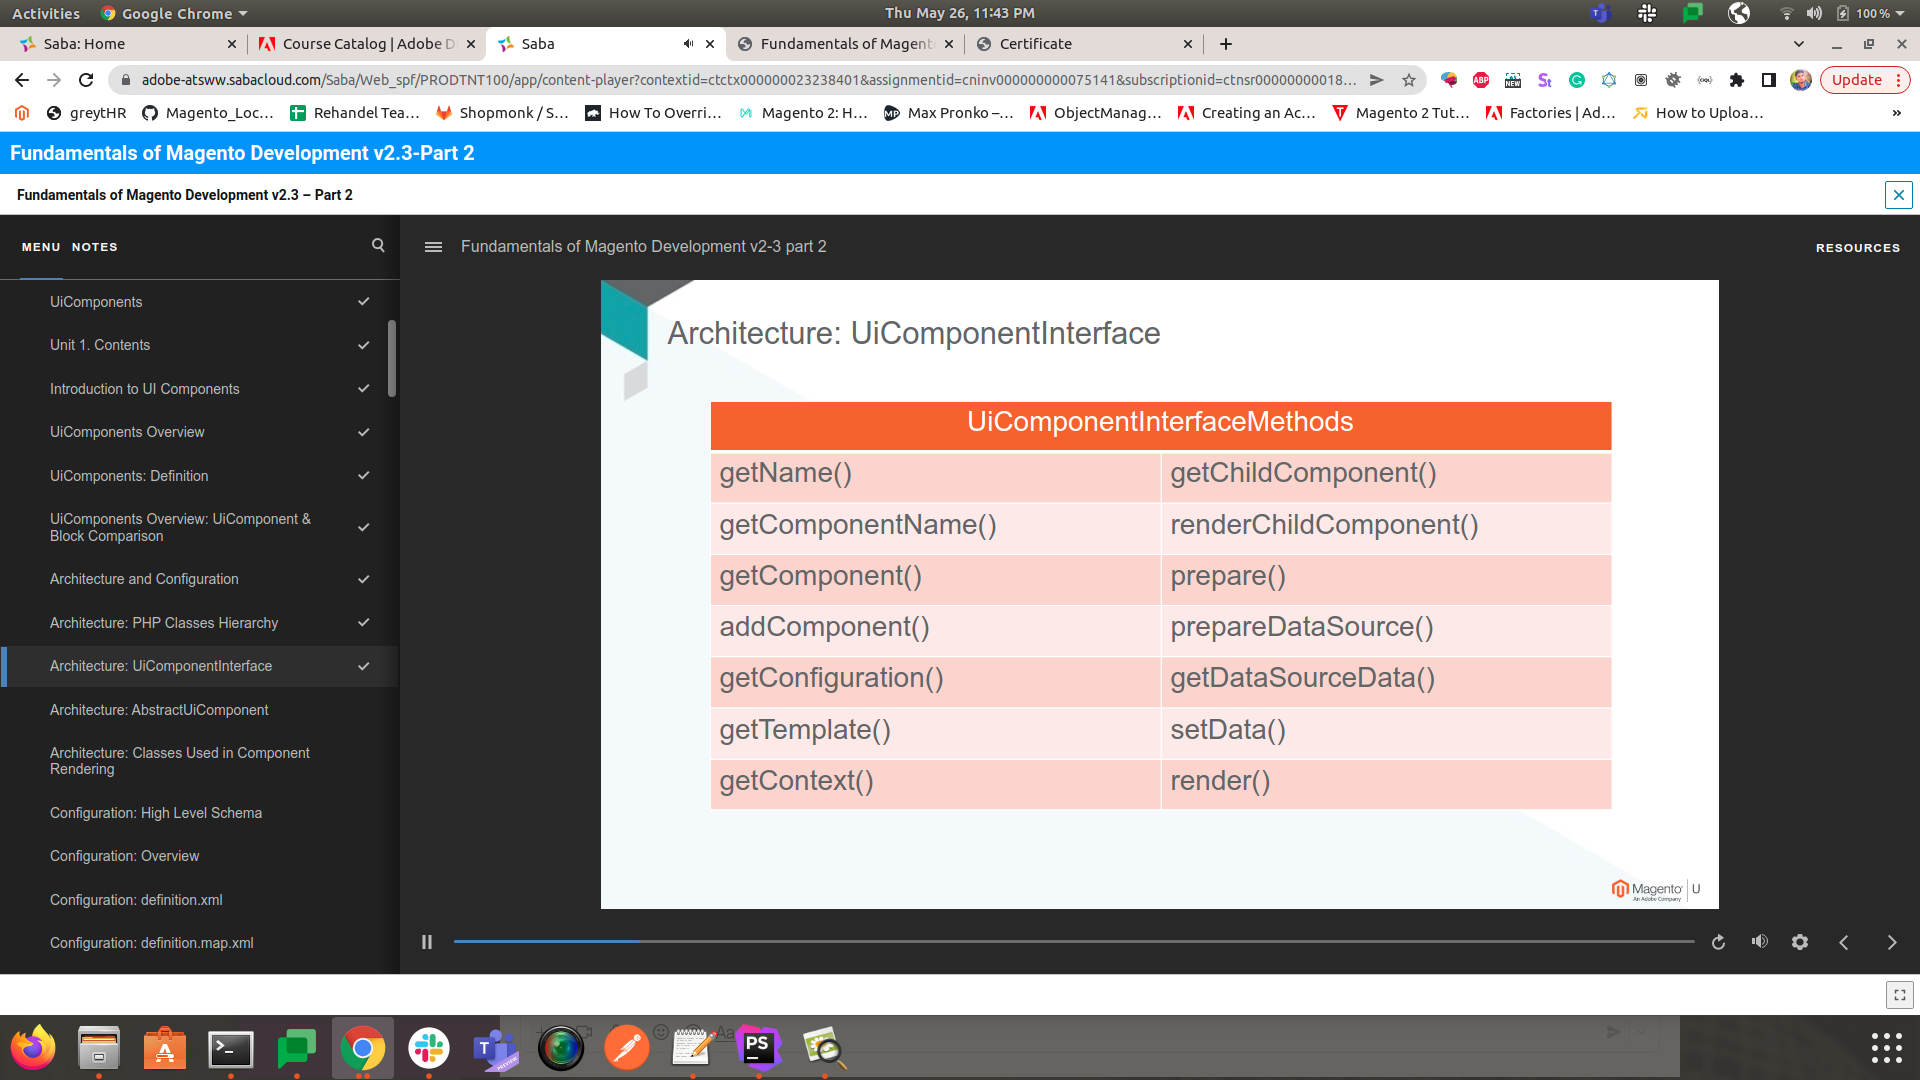 Activities
Google Chrome
Thu May 26, 11:43 PM
100 %
Saba: Home
Course Catalog | Adobe D
Saba
Fundamentals of Magent
Certificate
adobe-atsww.sabacloud.com/Saba/Web_spf/PRODTNT100/app/content-player?contextid=ctctx000000023238401&assignmentid=cninv000000000075141&subscriptionid=ctnsr00000000018...
ABP
NEW
Update
greytHR
Magento_Loc...
Rehandel Tea...
Shopmonk / S...
How To Overri...
Magento 2: H...
Max Pronko –...
ObjectManag...
Creating an Ac...
Magento 2 Tut...
Factories | Ad...
How to Uploa...
»
Fundamentals of Magento Development v2.3-Part 2
Fundamentals of Magento Development v2.3 – Part 2
MENU
NOTES
Fundamentals of Magento Development v2-3 part 2
RESOURCES
UiComponents
Unit 1. Contents
Introduction to UI Components
UiComponents Overview
UiComponents: Definition
UiComponents Overview: UiComponent &
Block Comparison
Architecture and Configuration
Architecture: PHP Classes Hierarchy
Architecture: UiComponentInterface
Architecture: AbstractUiComponent
Architecture: Classes Used in Component
Rendering
Configuration: High Level Schema
Configuration: Overview
Configuration: definition.xml
Configuration: definition.map.xml
Architecture: UiComponentInterface
UiComponentInterfaceMethods
getName()
getChildComponent()
getComponentName()
renderChildComponent()
getComponent()
prepare()
addComponent()
prepareDataSource()
getConfiguration()
getDataSourceData()
getTemplate()
setData()
getContext()
render()
Magento
An Adobe Company
U
PS